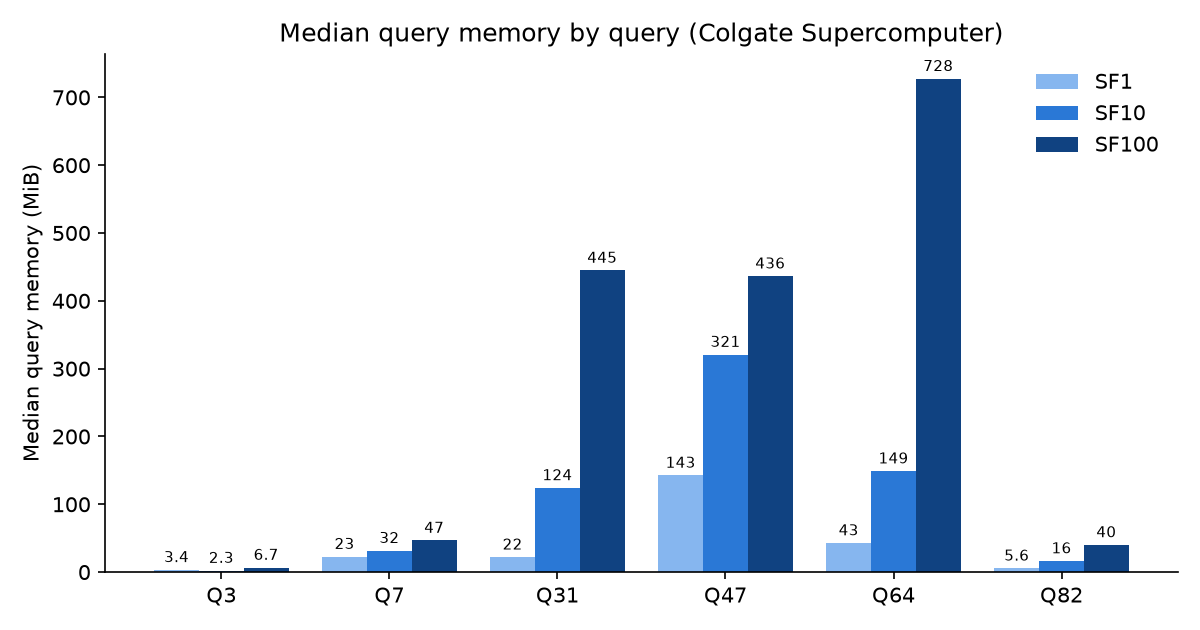 Median query memory by query (Colgate Supercomputer)
Median query memory (MiB)
700
600
500
400
300
200
100
0
SF1
SF10
SF100
3.4 2.3 6.7
23 32 47
22 124 445
143 321 436
43 149 728
5.6 16 40
Q3 Q7 Q31 Q47 Q64 Q82